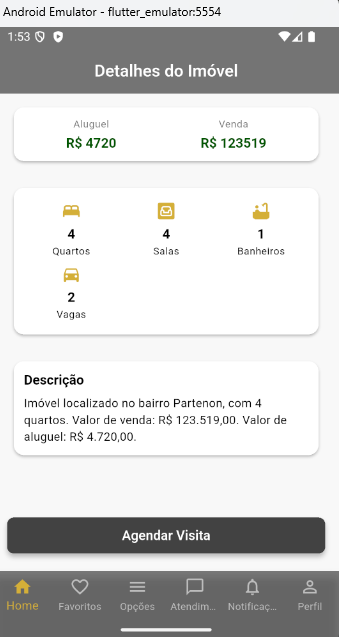 Android Emulator - flutter_emulator:5554
1:53
Detalhes do Imóvel
Aluguel Venda
R$ 4720 R$ 123519
4 4 1
Quartos Salas Banheiros
2
Vagas
Descrição
Imóvel localizado no bairro Partenon, com 4
quartos. Valor de venda: R$ 123.519,00. Valor de
aluguel: R$ 4.720,00.
Agendar Visita
Home Favoritos Opções Atendim... Notificaç... Perfil